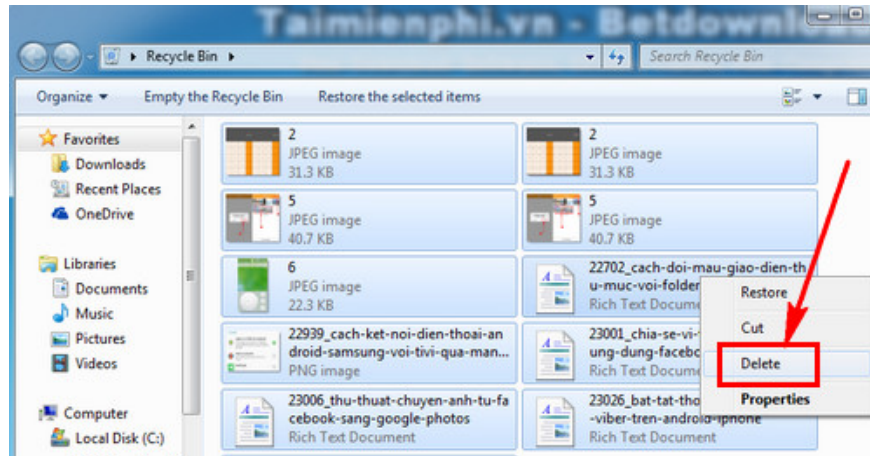 Taimienphi.vn - Betdownlo
Recycle Bin
Search Recycle Bin
Organize
Empty the Recycle Bin
Restore the selected items
Favorites
Downloads
Recent Places
OneDrive
Libraries
Documents
Music
Pictures
Videos
Computer
Local Disk (C:)
2
JPEG image
31.3 KB
2
JPEG image
31.3 KB
5
JPEG image
40.7 KB
5
JPEG image
40.7 KB
6
JPEG image
22.3 KB
22702_cach-doi-mau-giao-dien-th
u-muc-voi-folder
Rich Text Docume
22939_cach-ket-noi-dien-thoai-an
droid-samsung-voi-tivi-qua-man...
PNG image
23001_chia-se-vi-
ung-dung-facebo
Rich Text Docume
23006_thu-thuat-chuyen-anh-tu-fa
cebook-sang-google-photos
Rich Text Document
23026_bat-tat-tho
-viber-tren-android-iphone
Rich Text Document
Restore
Cut
Delete
Properties